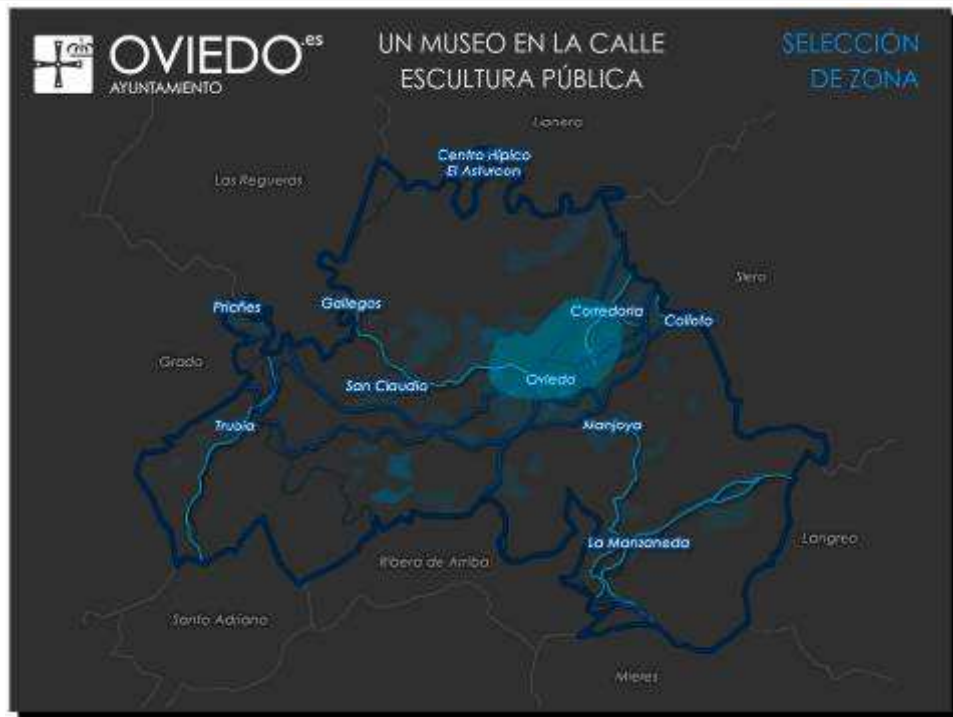 OVIEDO.es
AYUNTAMIENTO
UN MUSEO EN LA CALLE
ESCULTURA PÚBLICA
SELECCIÓN
DE ZONA
Llanera
Centro Hípico
El Asturcon
Las Regueras
Siero
Priañes
Gallegos
Corredoria
Colloto
Grado
San Claudio
Oviedo
Trubia
Manjoya
La Manzaneda
Langreo
Ribera de Arriba
Santo Adriano
Mieres